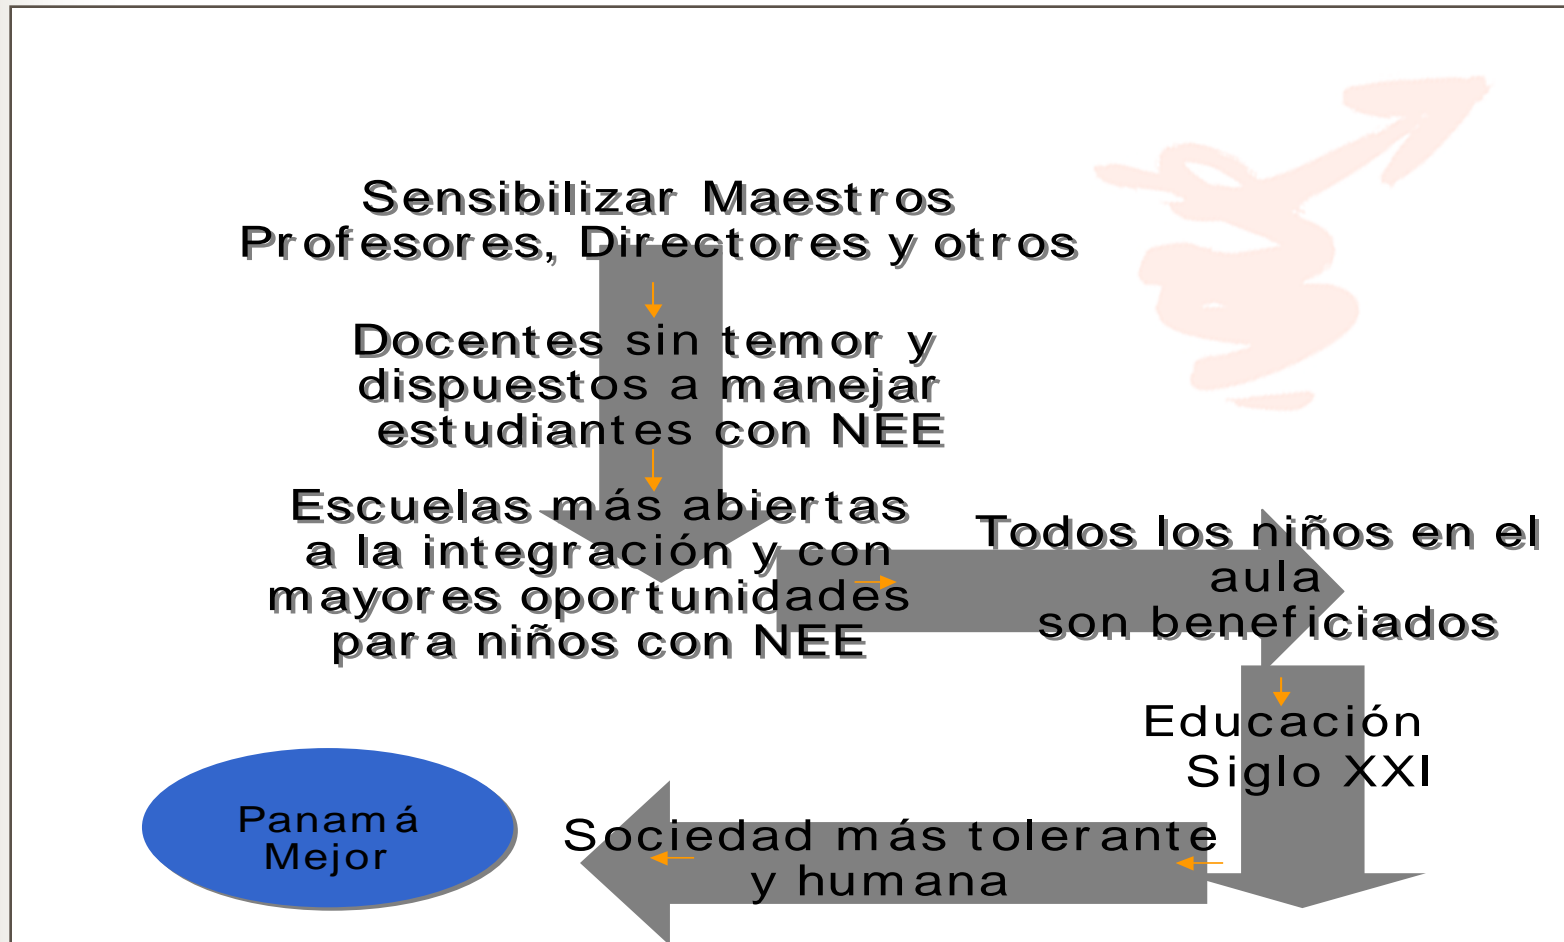 Sensibilizar Maestros
Profesores, Directores y otros
Docentes sin temor y
dispuestos a manejar
estudiantes con NEE
Escuelas más abiertas
a la integración y con
mayores oportunidades
para niños con NEE
Todos los niños en el
aula
son beneficiados
Educación
Siglo XXI
Sociedad más tolerante
y humana
Panamá
Mejor